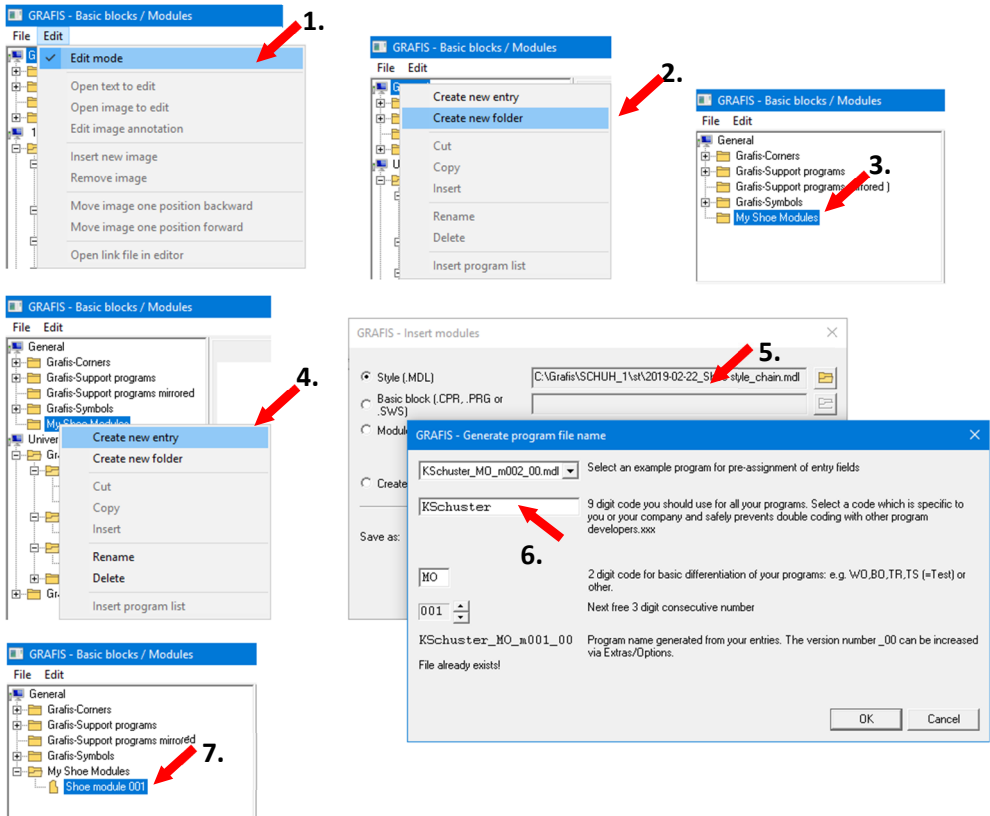 GRAFIS - Basic blocks / Modules
1.
File Edit
Edit mode
Open text to edit
Open image to edit
Edit image annotation
Insert new image
Remove image
Move image one position backward
Move image one position forward
Open link file in editor
GRAFIS - Basic blocks / Modules
File Edit
2.
Create new entry
Create new folder
Cut
Copy
Insert
Rename
Delete
Insert program list
GRAFIS - Basic blocks / Modules
File Edit
General
Grafis-Corners
3.
Grafis-Support programs
Grafis-Support programs mirrored )
Grafis-Symbols
My Shoe Modules
GRAFIS - Basic blocks / Modules
File Edit
General
Grafis-Corners
Grafis-Support programs
4.
Grafis-Support programs mirrored
Grafis-Symbols
My Shoe Modules
Univer
Gr
Create new entry
Create new folder
Cut
Copy
Insert
Rename
Delete
Gr
Insert program list
GRAFIS - Insert modules
5.
Style (.MDL)
C:\Grafis\SCHUH_1\st\2019-02-22_S style_chain.mdl
Basic block (.CPR, .PRG or
.SWS)
Modul
Create
Save as:
GRAFIS - Generate program file name
KSchuster_MO_m002_00.mdl
Select an example program for pre-assignment of entry fields
KSchuster
9 digit code you should use for all your programs. Select a code which is specific to
you or your company and safely prevents double coding with other program
developers.xxx
6.
MO
2 digit code for basic differentiation of your programs: e.g. WO,BO,TR,TS (=Test) or
other.
001
Next free 3 digit consecutive number
KSchuster_MO_m001_00
Program name generated from your entries. The version number _00 can be increased
via Extras/Options.
File already exists!
OK Cancel
GRAFIS - Basic blocks / Modules
File Edit
General
Grafis-Corners
Grafis-Support programs
Grafis-Support programs mirrored
7.
Grafis-Symbols
My Shoe Modules
Shoe module 001